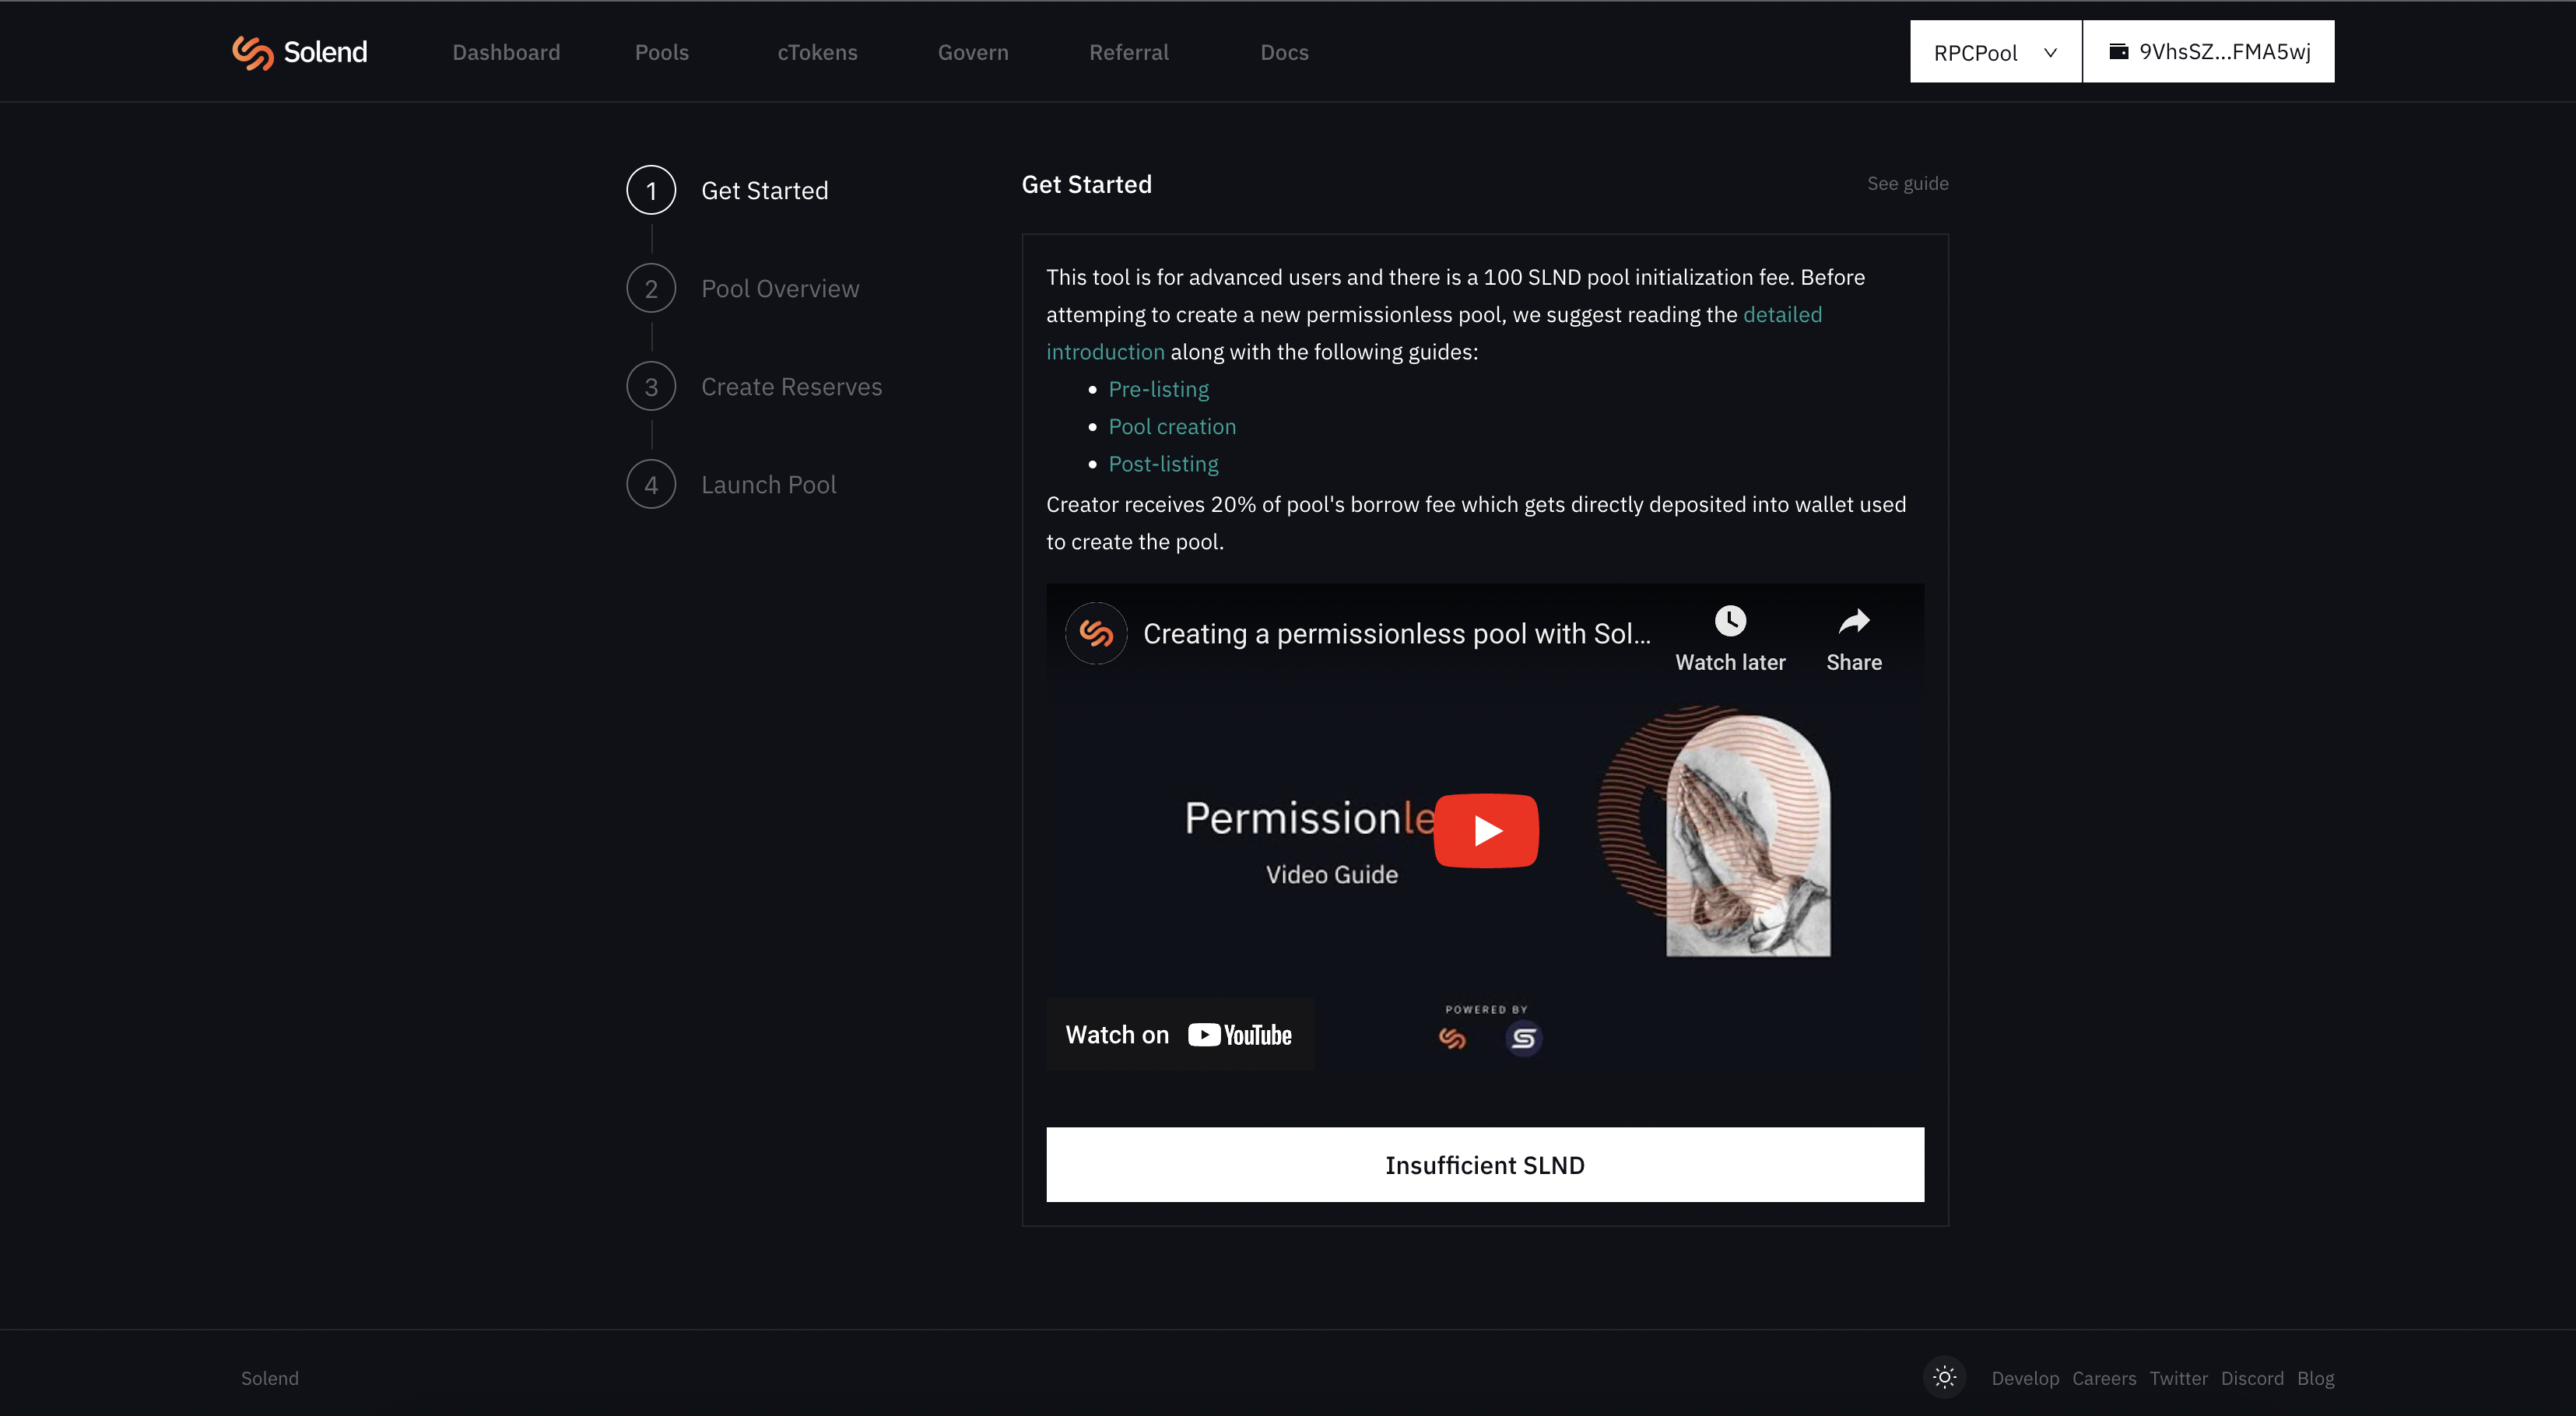 Solend
Dashboard
Pools
cTokens
Govern
Referral
Docs
RPCPool
9VhsSZ...FMA5wj
1 Get Started
2 Pool Overview
3 Create Reserves
4 Launch Pool
Get Started
See guide
This tool is for advanced users and there is a 100 SLND pool initialization fee. Before
attemping to create a new permissionless pool, we suggest reading the detailed
introduction along with the following guides:
• Pre-listing
• Pool creation
• Post-listing
Creator receives 20% of pool's borrow fee which gets directly deposited into wallet used
to create the pool.
Creating a permissionless pool with Sol...
Watch later
Share
Permissionle
Video Guide
POWERED BY
Watch on YouTube
Insufficient SLND
Solend
Develop Careers Twitter Discord Blog